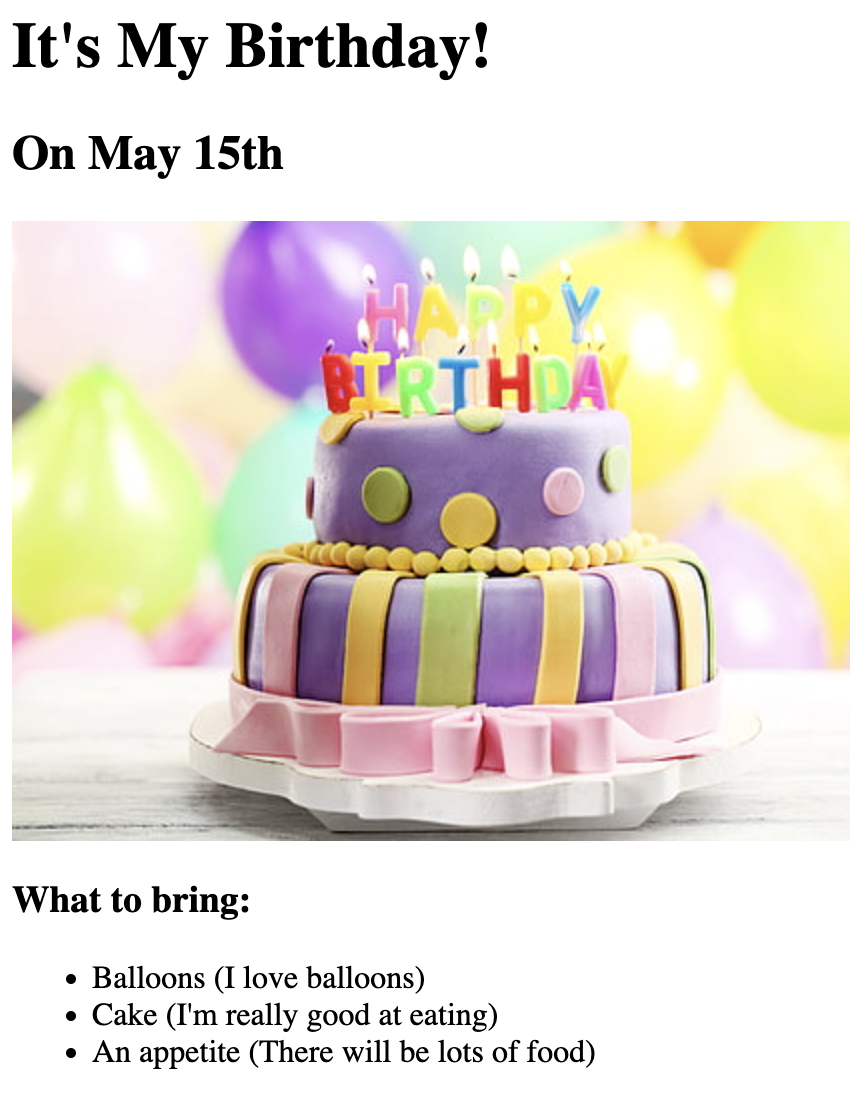 It's My Birthday!
On May 15th
HAPPY
BIRTHDAY
What to bring:
Balloons (I love balloons)
Cake (I'm really good at eating)
An appetite (There will be lots of food)